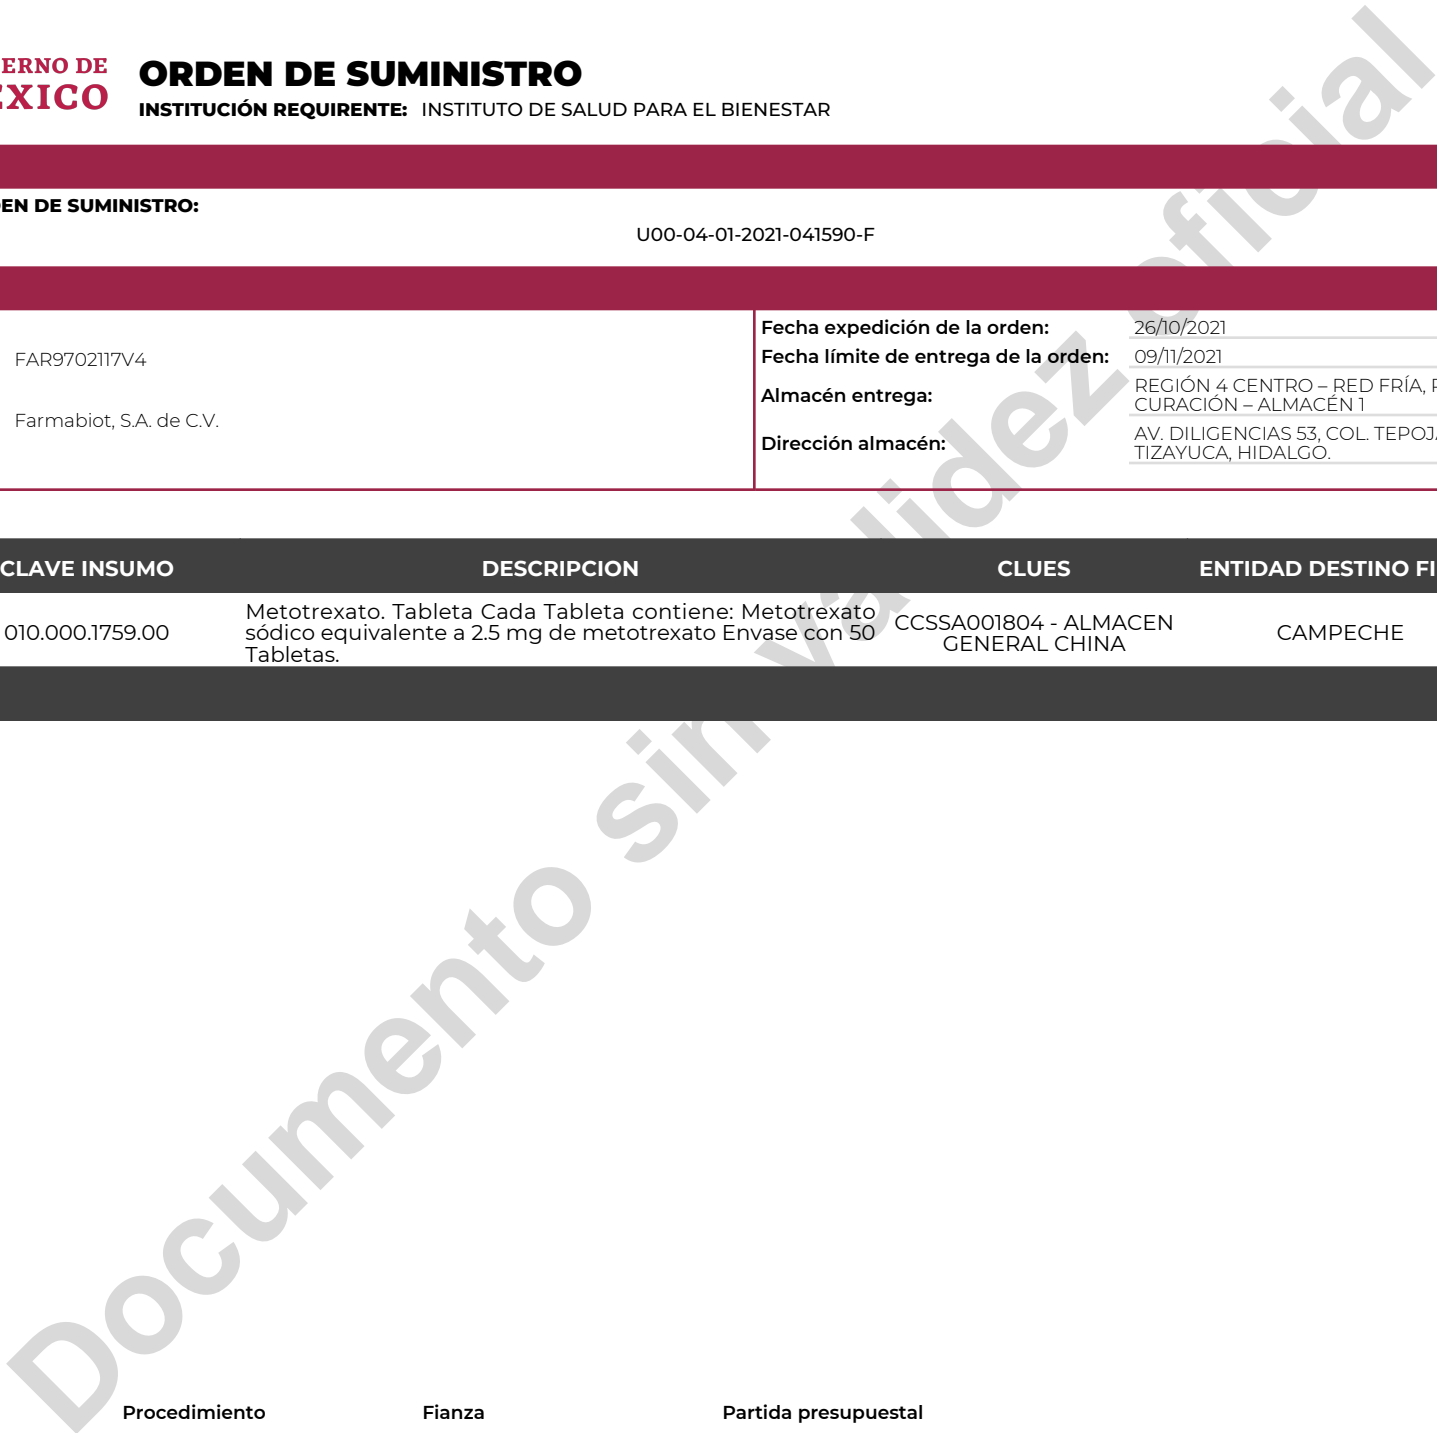 ERNO DE
ORDEN DE SUMINISTRO
EXICO
INSTITUCIÓN REQUIRENTE: INSTITUTO DE SALUD PARA EL BIENESTAR
EN DE SUMINISTRO:
U00-04-01-2021-041590-F
Fecha expedición de la orden: 26/10/2021
FAR9702117V4
Fecha límite de entrega de la orden: 09/11/2021
Almacén entrega: REGIÓN 4 CENTRO – RED FRÍA,
CURACIÓN – ALMACÉN 1
Farmabiot, S.A. de C.V.
Dirección almacén: AV. DILIGENCIAS 53, COL. TEPOJ
TIZAYUCA, HIDALGO.
CLAVE INSUMO DESCRIPCION CLUES ENTIDAD DESTINO FI
010.000.1759.00 Metotrexato. Tableta Cada Tableta contiene: Metotrexato
sódico equivalente a 2.5 mg de metotrexato Envase con 50
Tabletas.
CCSSA001804 - ALMACEN
GENERAL CHINA
CAMPECHE
Documento sin validez oficial
Procedimiento Fianza Partida presupuestal